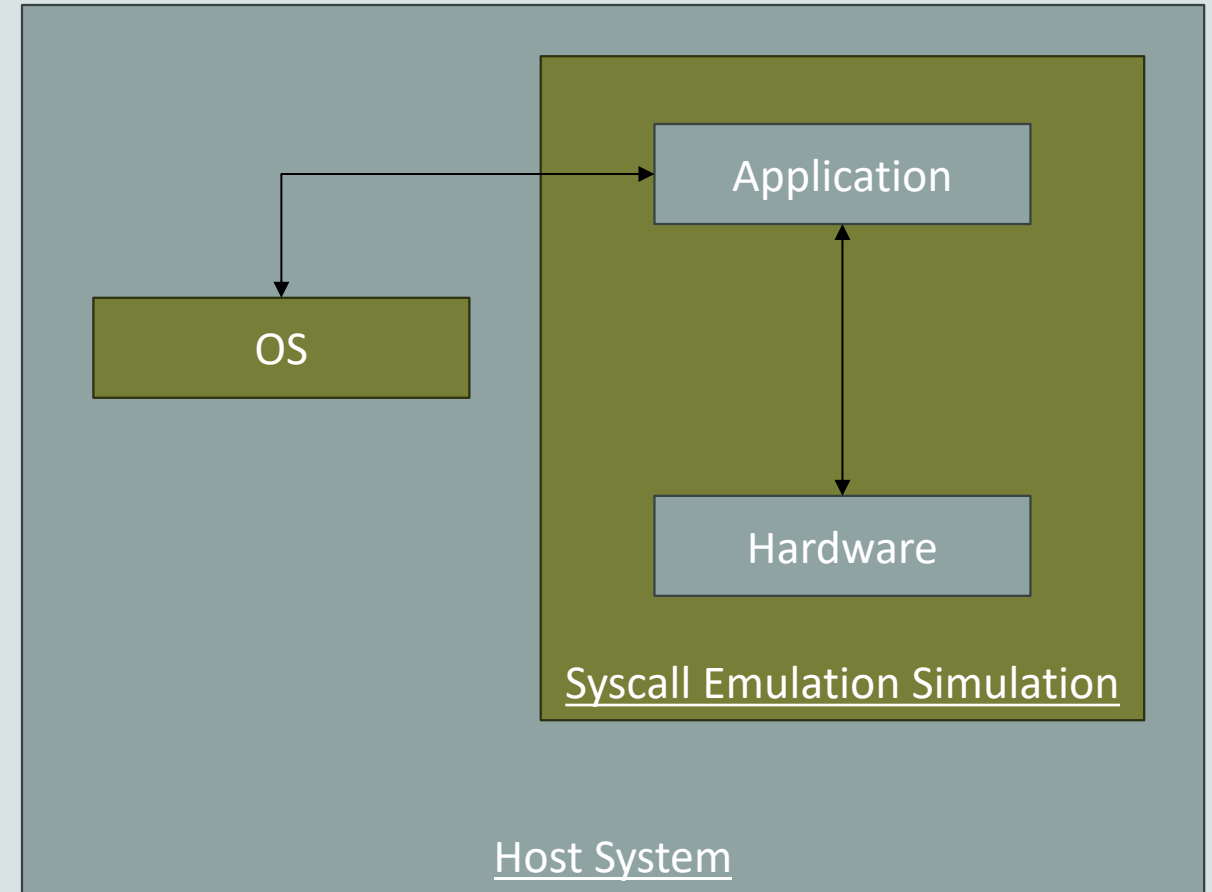 Application
OS
Hardware
Syscall Emulation Simulation
Host System